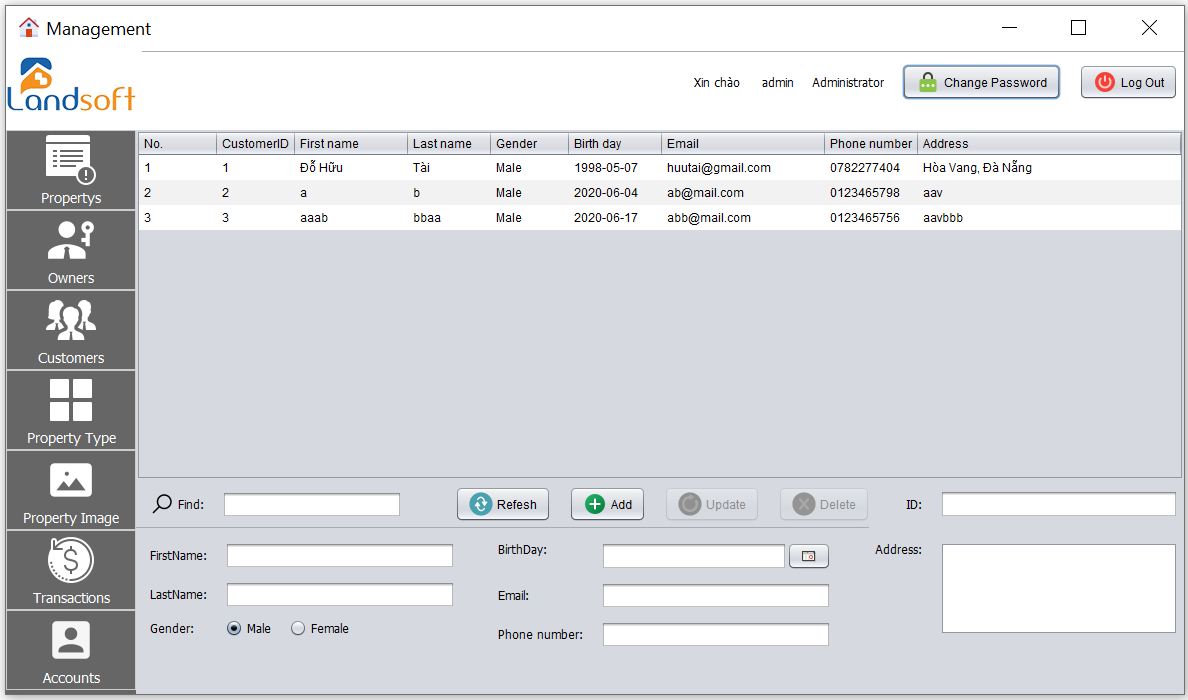 Management
Landsoft
Xin chào admin Administrator Change Password Log Out
Propertys
Owners
Customers
Property Type
Property Image
Transactions
Accounts
No. CustomerID First name Last name Gender Birth day Email Phone number Address
1 1 Đỗ Hữu Tài Male 1998-05-07 huutai@gmail.com 0782277404 Hòa Vang, Đà Nẵng
2 2 a b Male 2020-06-04 ab@mail.com 0123465798 aav
3 3 aaab bbaa Male 2020-06-17 abb@mail.com 0123465756 aavbbb
Find: Refesh Add Update Delete ID:
FirstName: BirthDay: Address:
LastName: Email:
Gender: Male Female Phone number: